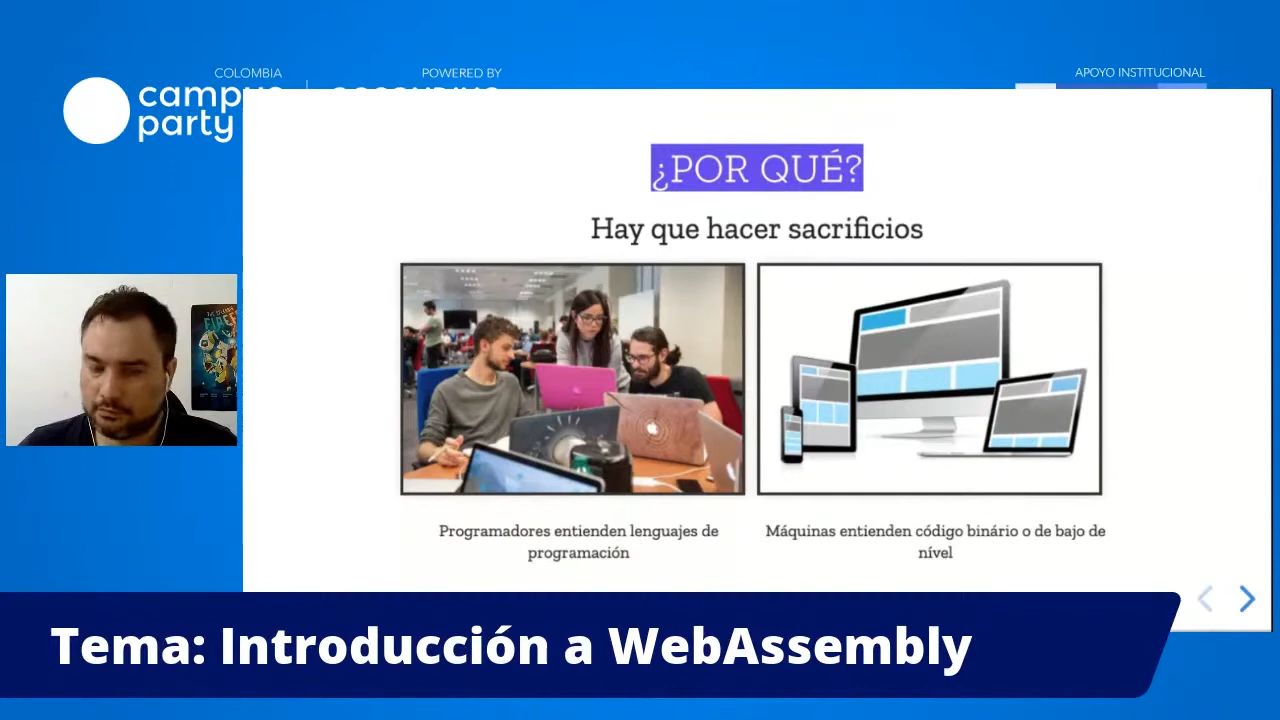 COLOMBIA
POWERED BY
APOYO INSTITUCIONAL
campus
party
¿POR QUÉ?
Hay que hacer sacrificios
Programadores entienden lenguajes de
programación
Máquinas entienden código binário o de bajo de
nível
Tema: Introducción a WebAssembly